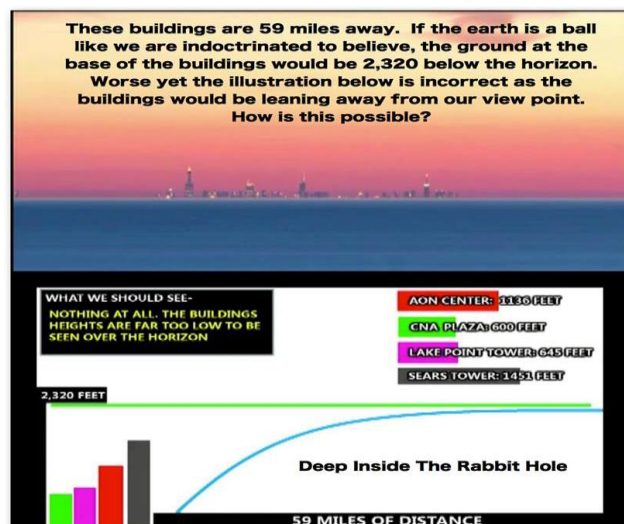 These buildings are 59 miles away. If the earth is a ball
like we are indoctrinated to believe, the ground at the
base of the buildings would be 2,320 below the horizon.
Worse yet the illustration below is incorrect as the
buildings would be leaning away from our view point.
How is this possible?
WHAT WE SHOULD SEE-
NOTHING AT ALL. THE BUILDINGS
HEIGHTS ARE FAR TOO LOW TO BE
SEEN OVER THE HORIZON
AON CENTER: 1136 FEET
CNA PLAZA: 600 FEET
LAKE POINT TOWER: 645 FEET
SEARS TOWER: 1451 FEET
2,320 FEET
Deep Inside The Rabbit Hole
59 MILES OF DISTANCE